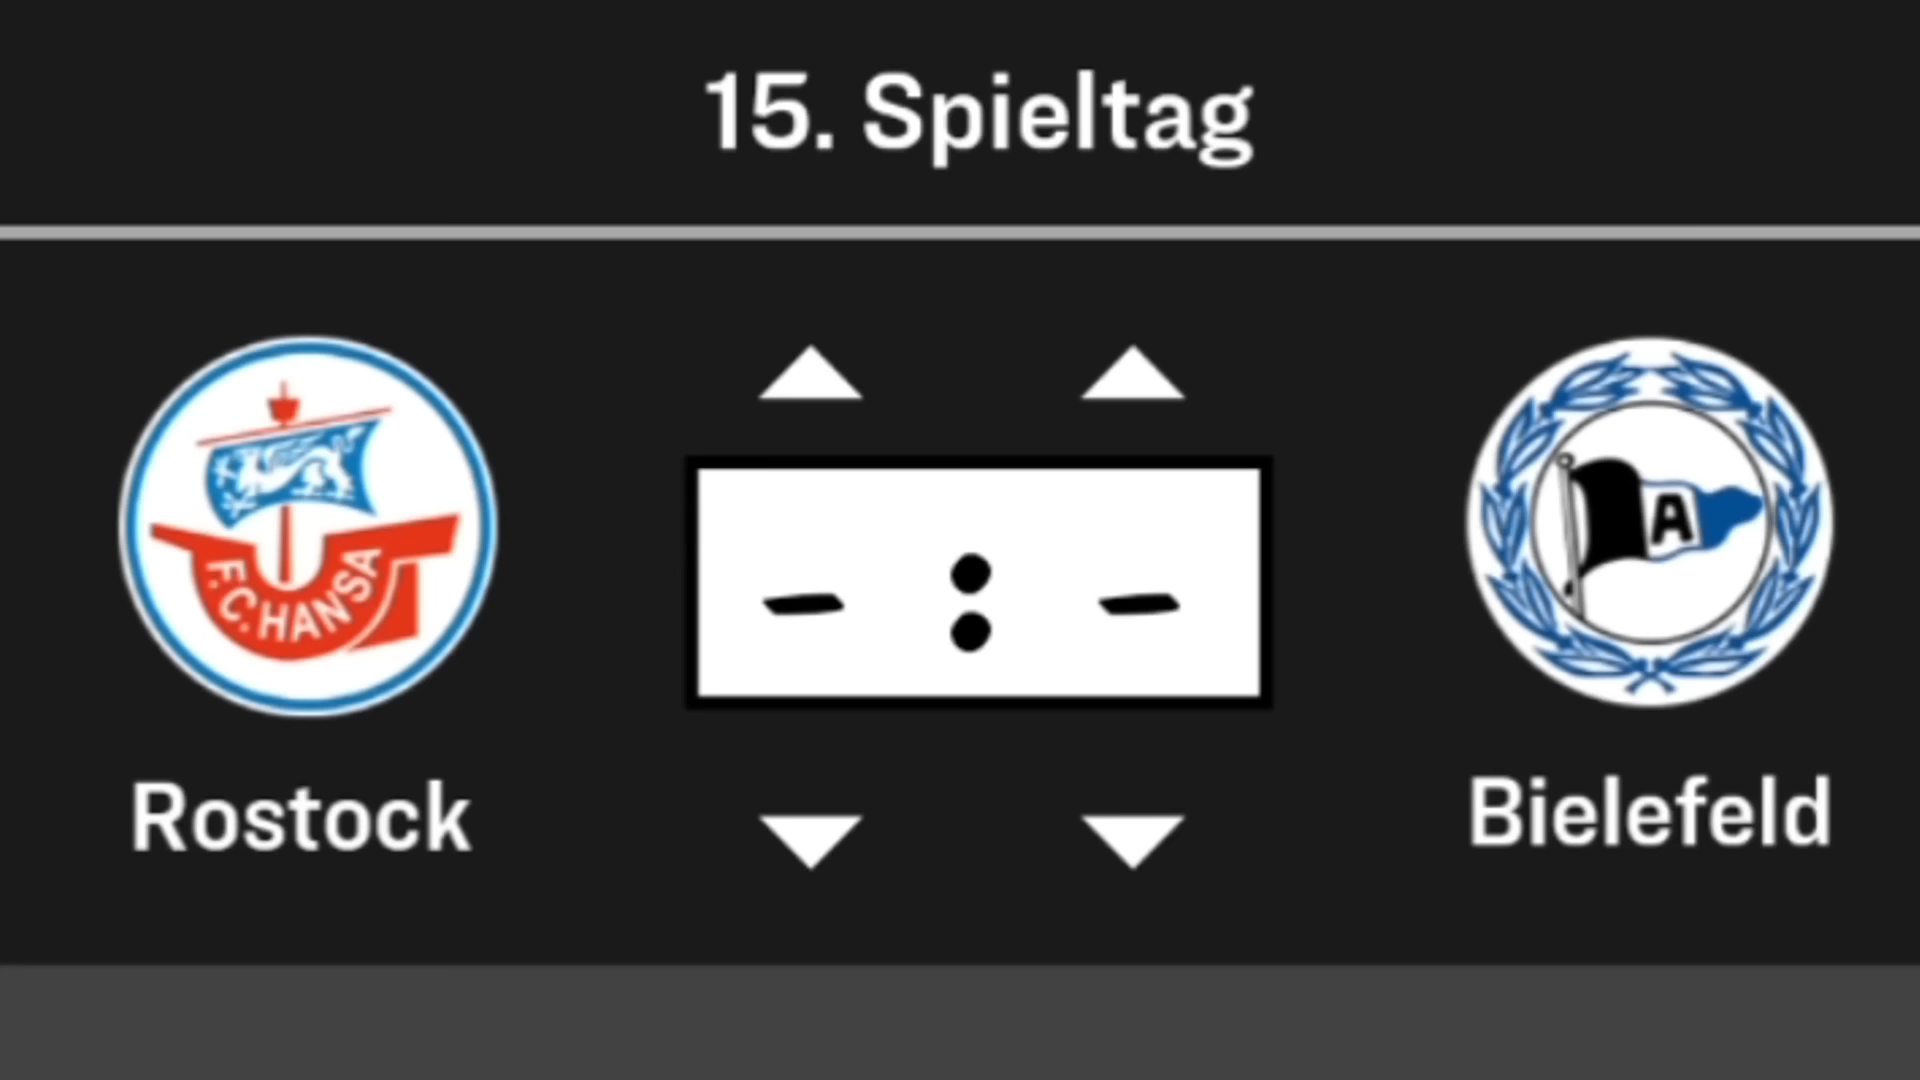 15. Spieltag
F.C. HANSA
- : -
A
Rostock
Bielefeld